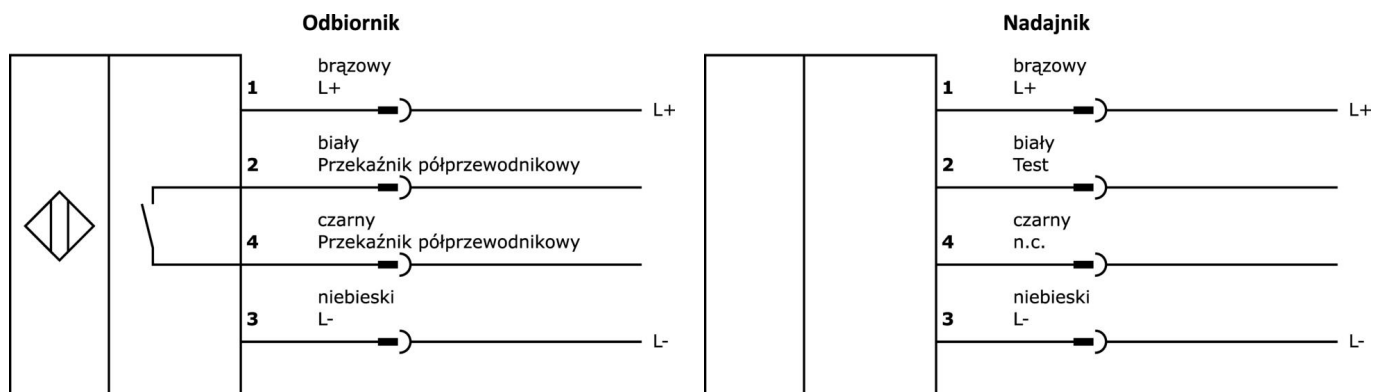 Odbiornik
1
brązowy
L+
L+
2
biały
Przekaźnik półprzewodnikowy
4
czarny
Przekaźnik półprzewodnikowy
3
niebieski
L-
L-
Nadajnik
1
brązowy
L+
L+
2
biały
Test
4
czarny
n.c.
3
niebieski
L-
L-